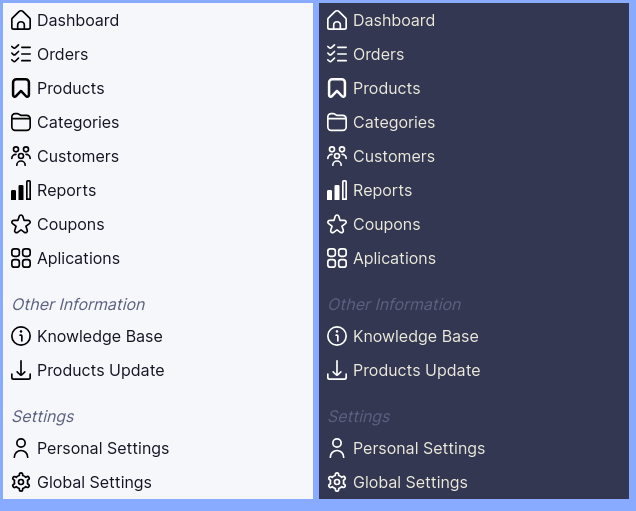 Dashboard
Orders
Products
Categories
Customers
Reports
Coupons
Aplications
Other Information
Knowledge Base
Products Update
Settings
Personal Settings
Global Settings
Dashboard
Orders
Products
Categories
Customers
Reports
Coupons
Aplications
Other Information
Knowledge Base
Products Update
Settings
Personal Settings
Global Settings